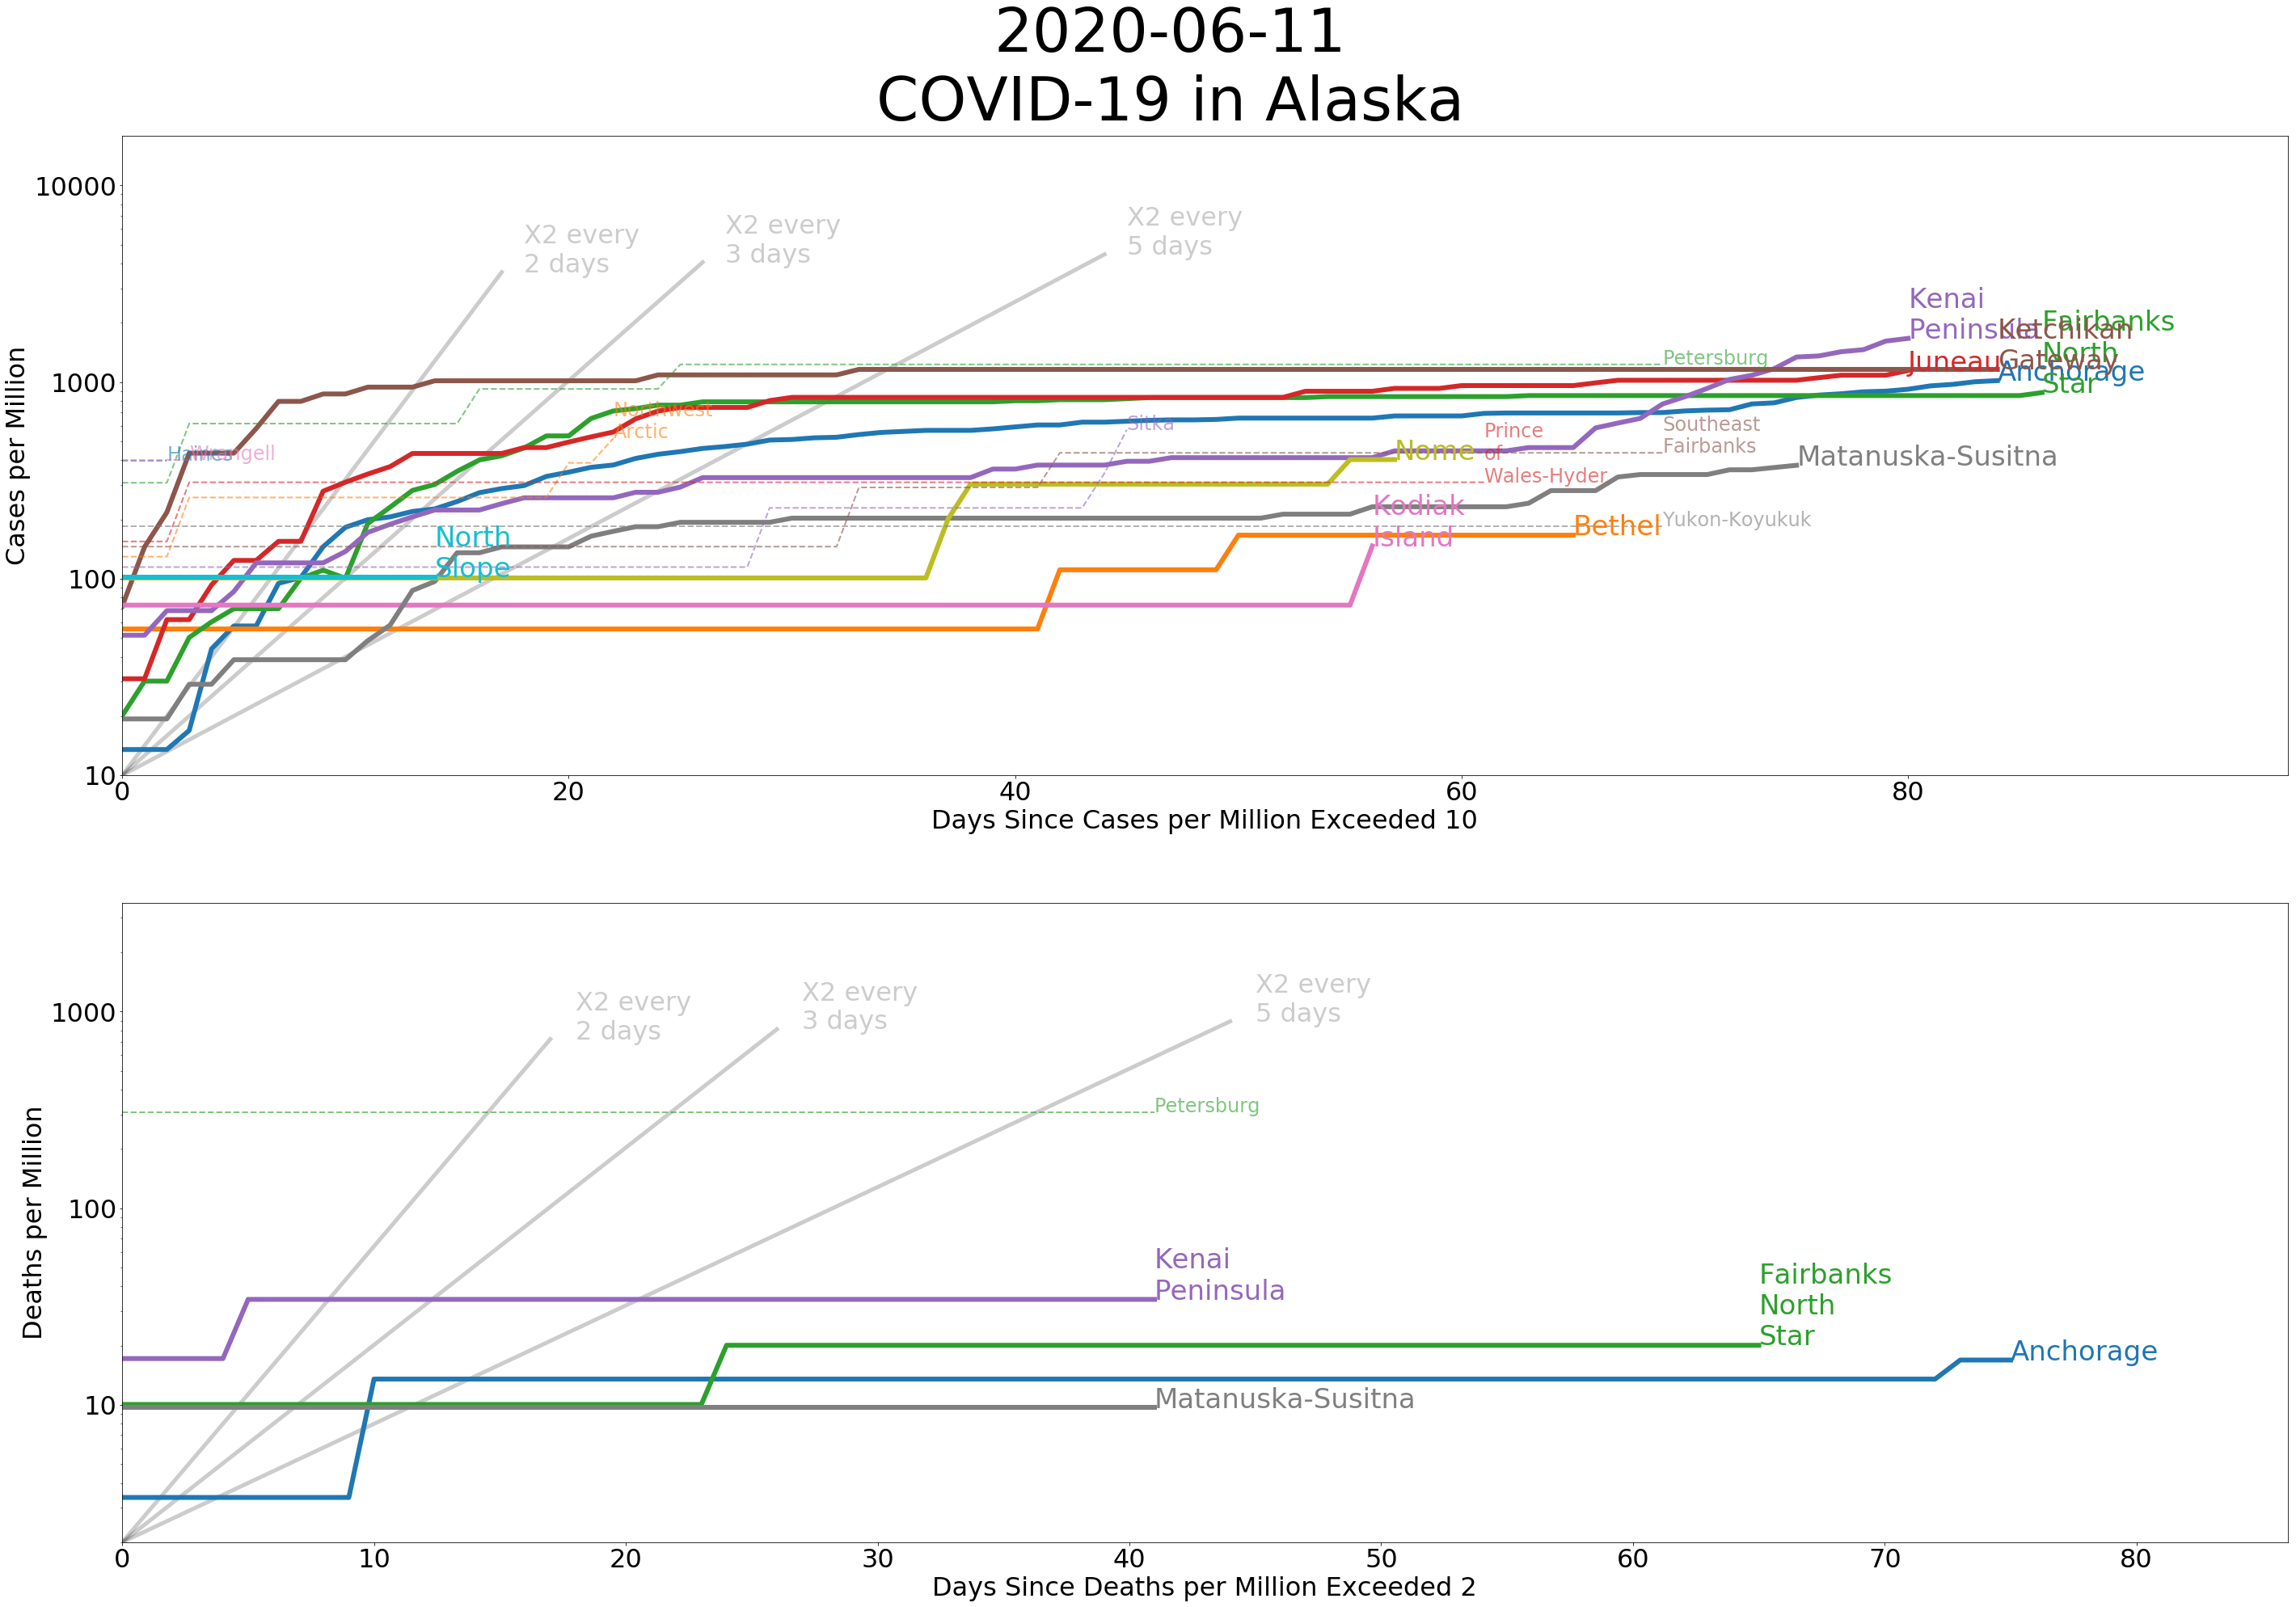 2020-06-11
COVID-19 in Alaska
10000
1000
100
10
Cases per Million
X2 every
2 days
X2 every
3 days
X2 every
5 days
Kenai
Peninsula
Fairbanks
North
Star
Ketchikan
Gateway
Juneau
Anchorage
Petersburg
Northwest
Arctic
Sitka
Haines
Wrangell
Nome
Prince
of
Wales-Hyder
Southeast
Fairbanks
Matanuska-Susitna
Kodiak
Island
Bethel
Yukon-Koyukuk
North
Slope
0
20
40
60
80
Days Since Cases per Million Exceeded 10
1000
100
10
Deaths per Million
X2 every
2 days
X2 every
3 days
X2 every
5 days
Petersburg
Kenai
Peninsula
Fairbanks
North
Star
Anchorage
Matanuska-Susitna
0
10
20
30
40
50
60
70
80
Days Since Deaths per Million Exceeded 2